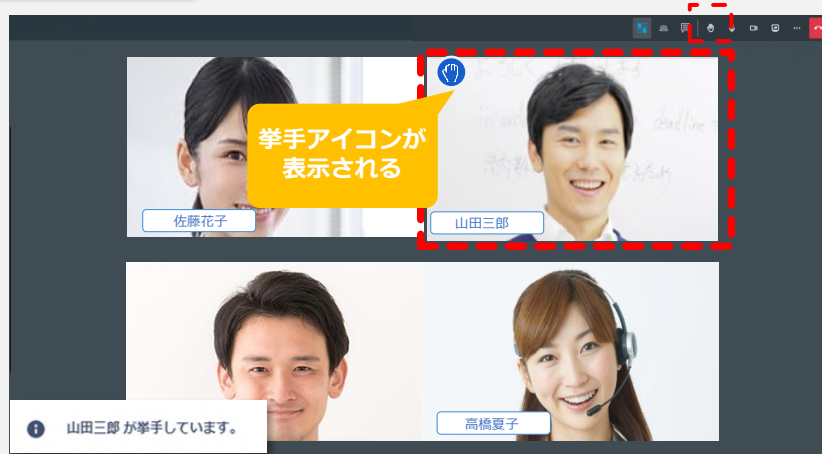 挙手アイコンが
表示される
佐藤花子
山田三郎
高橋夏子
山田三郎 が挙手しています。